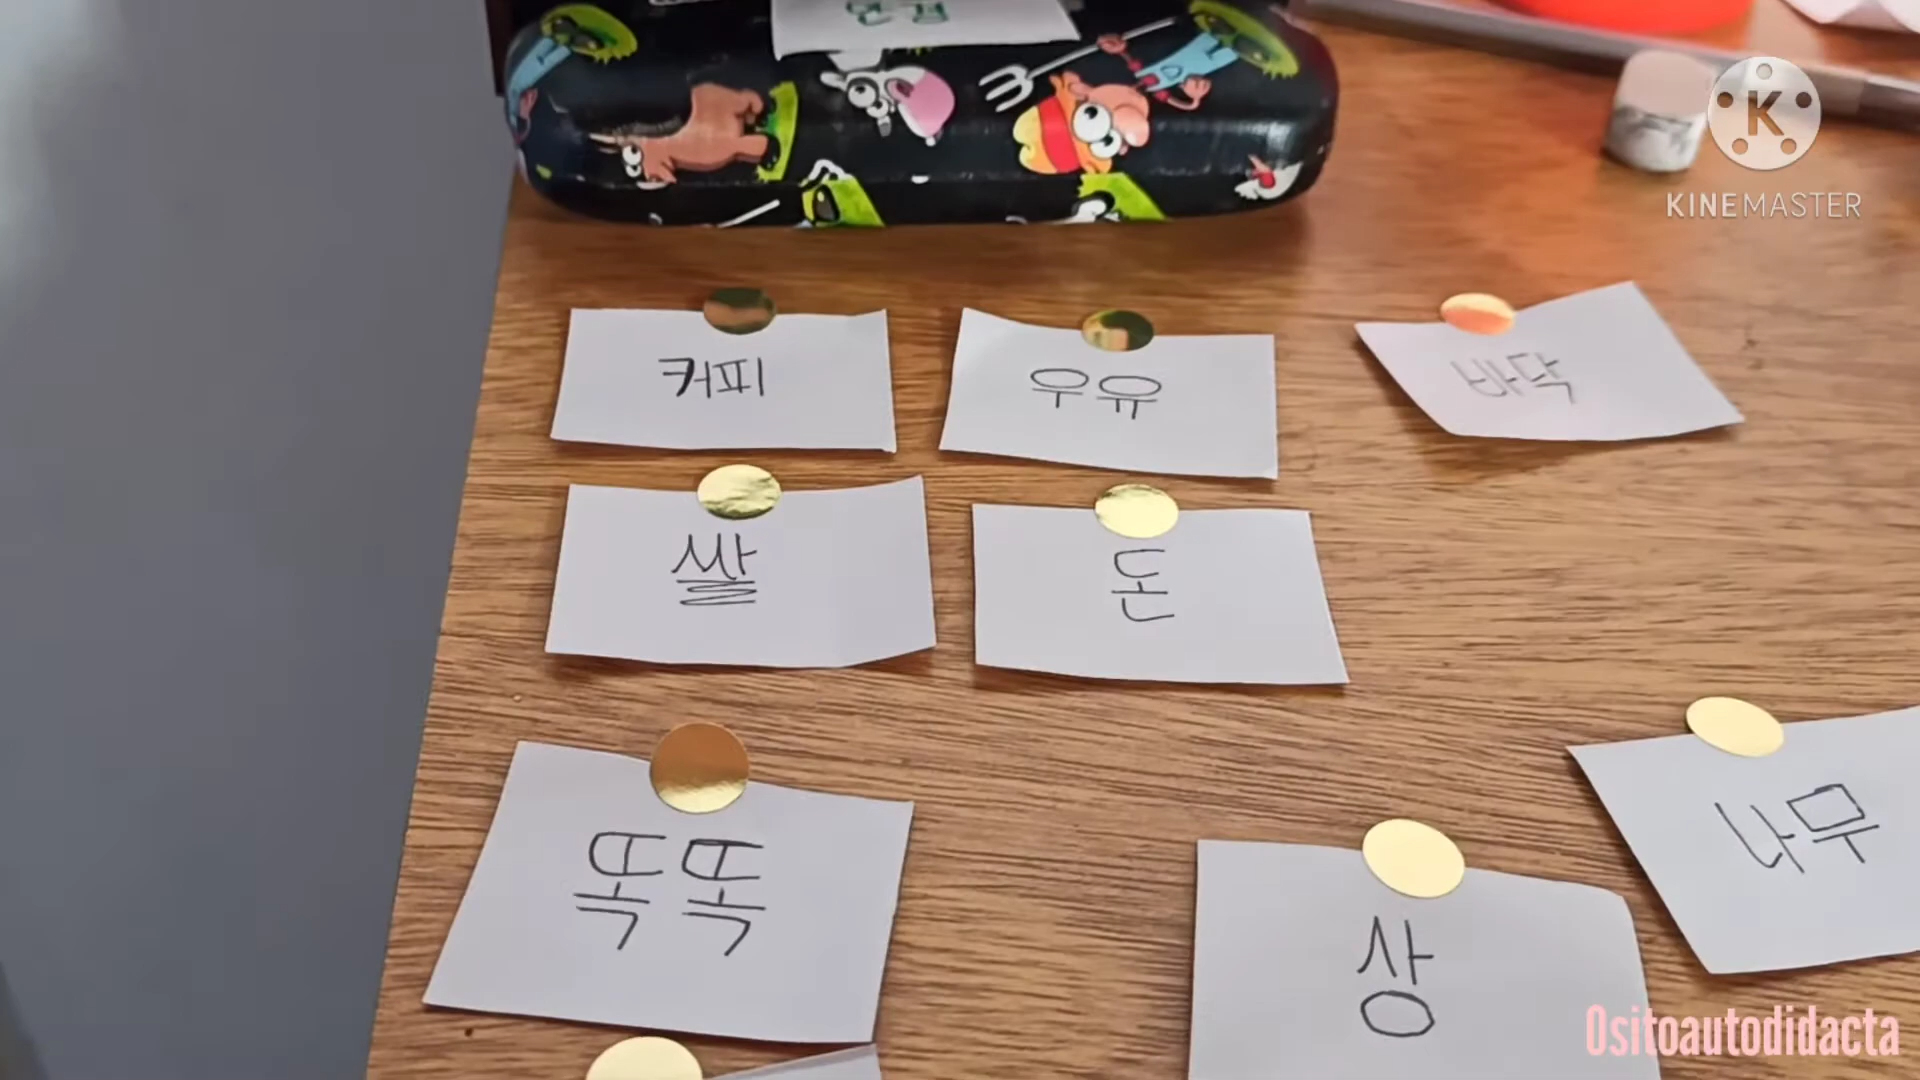 K
KINEMASTER
커피
우유
바닥
쌀
돈
똑똑
나무
상
Ositoautodidacta